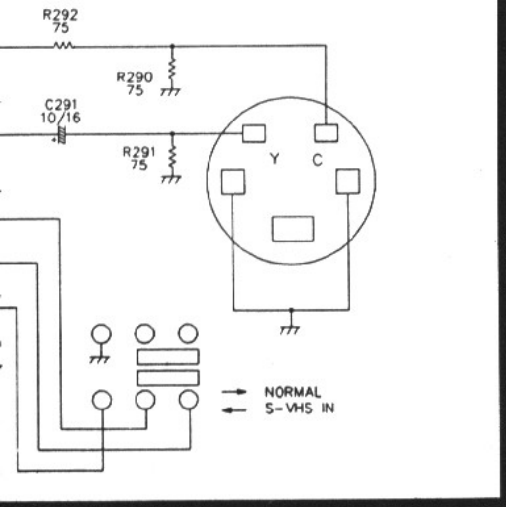 R292
75
R290
75
C291
10/16
+
R291
75
Y C
NORMAL
S-VHS IN